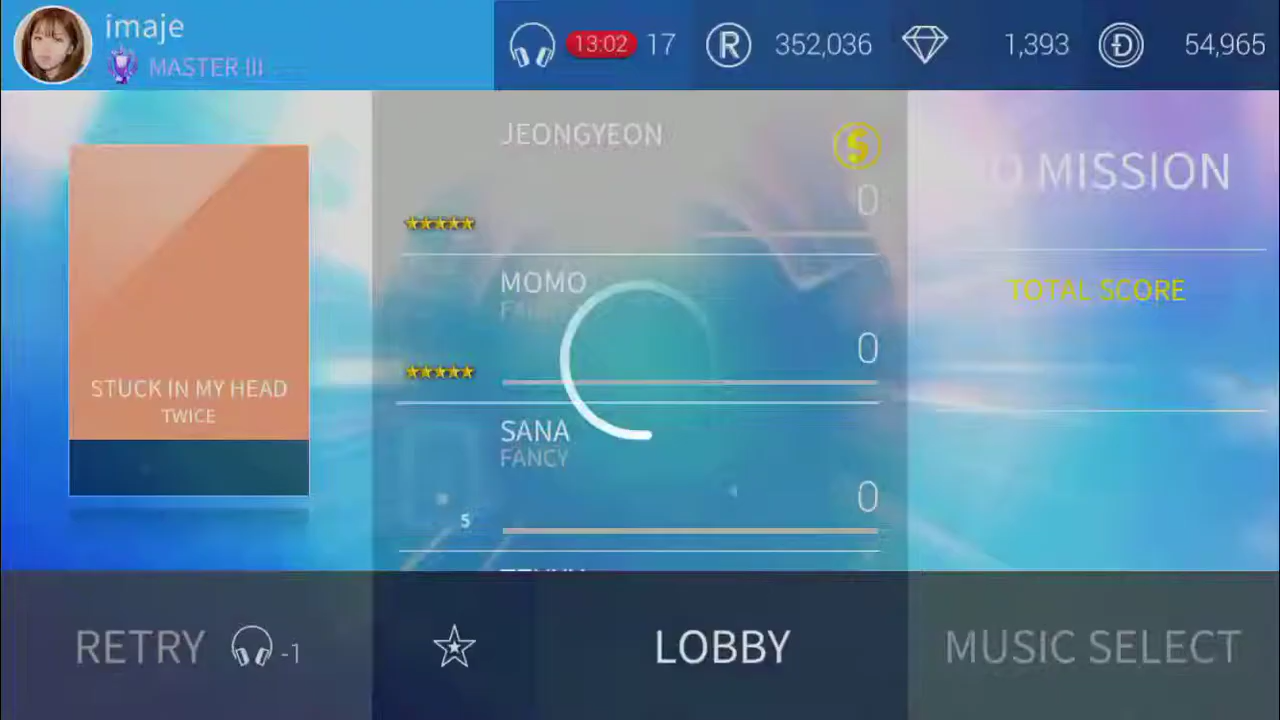 imaje
MASTER III
13:02 17
R 352,036
1,393
Đ 54,965
STUCK IN MY HEAD
TWICE
JEONGYEON
S
0
MOMO
FANCY
0
SANA
FANCY
5
0
MISSION
TOTAL SCORE
RETRY -1
LOBBY
MUSIC SELECT